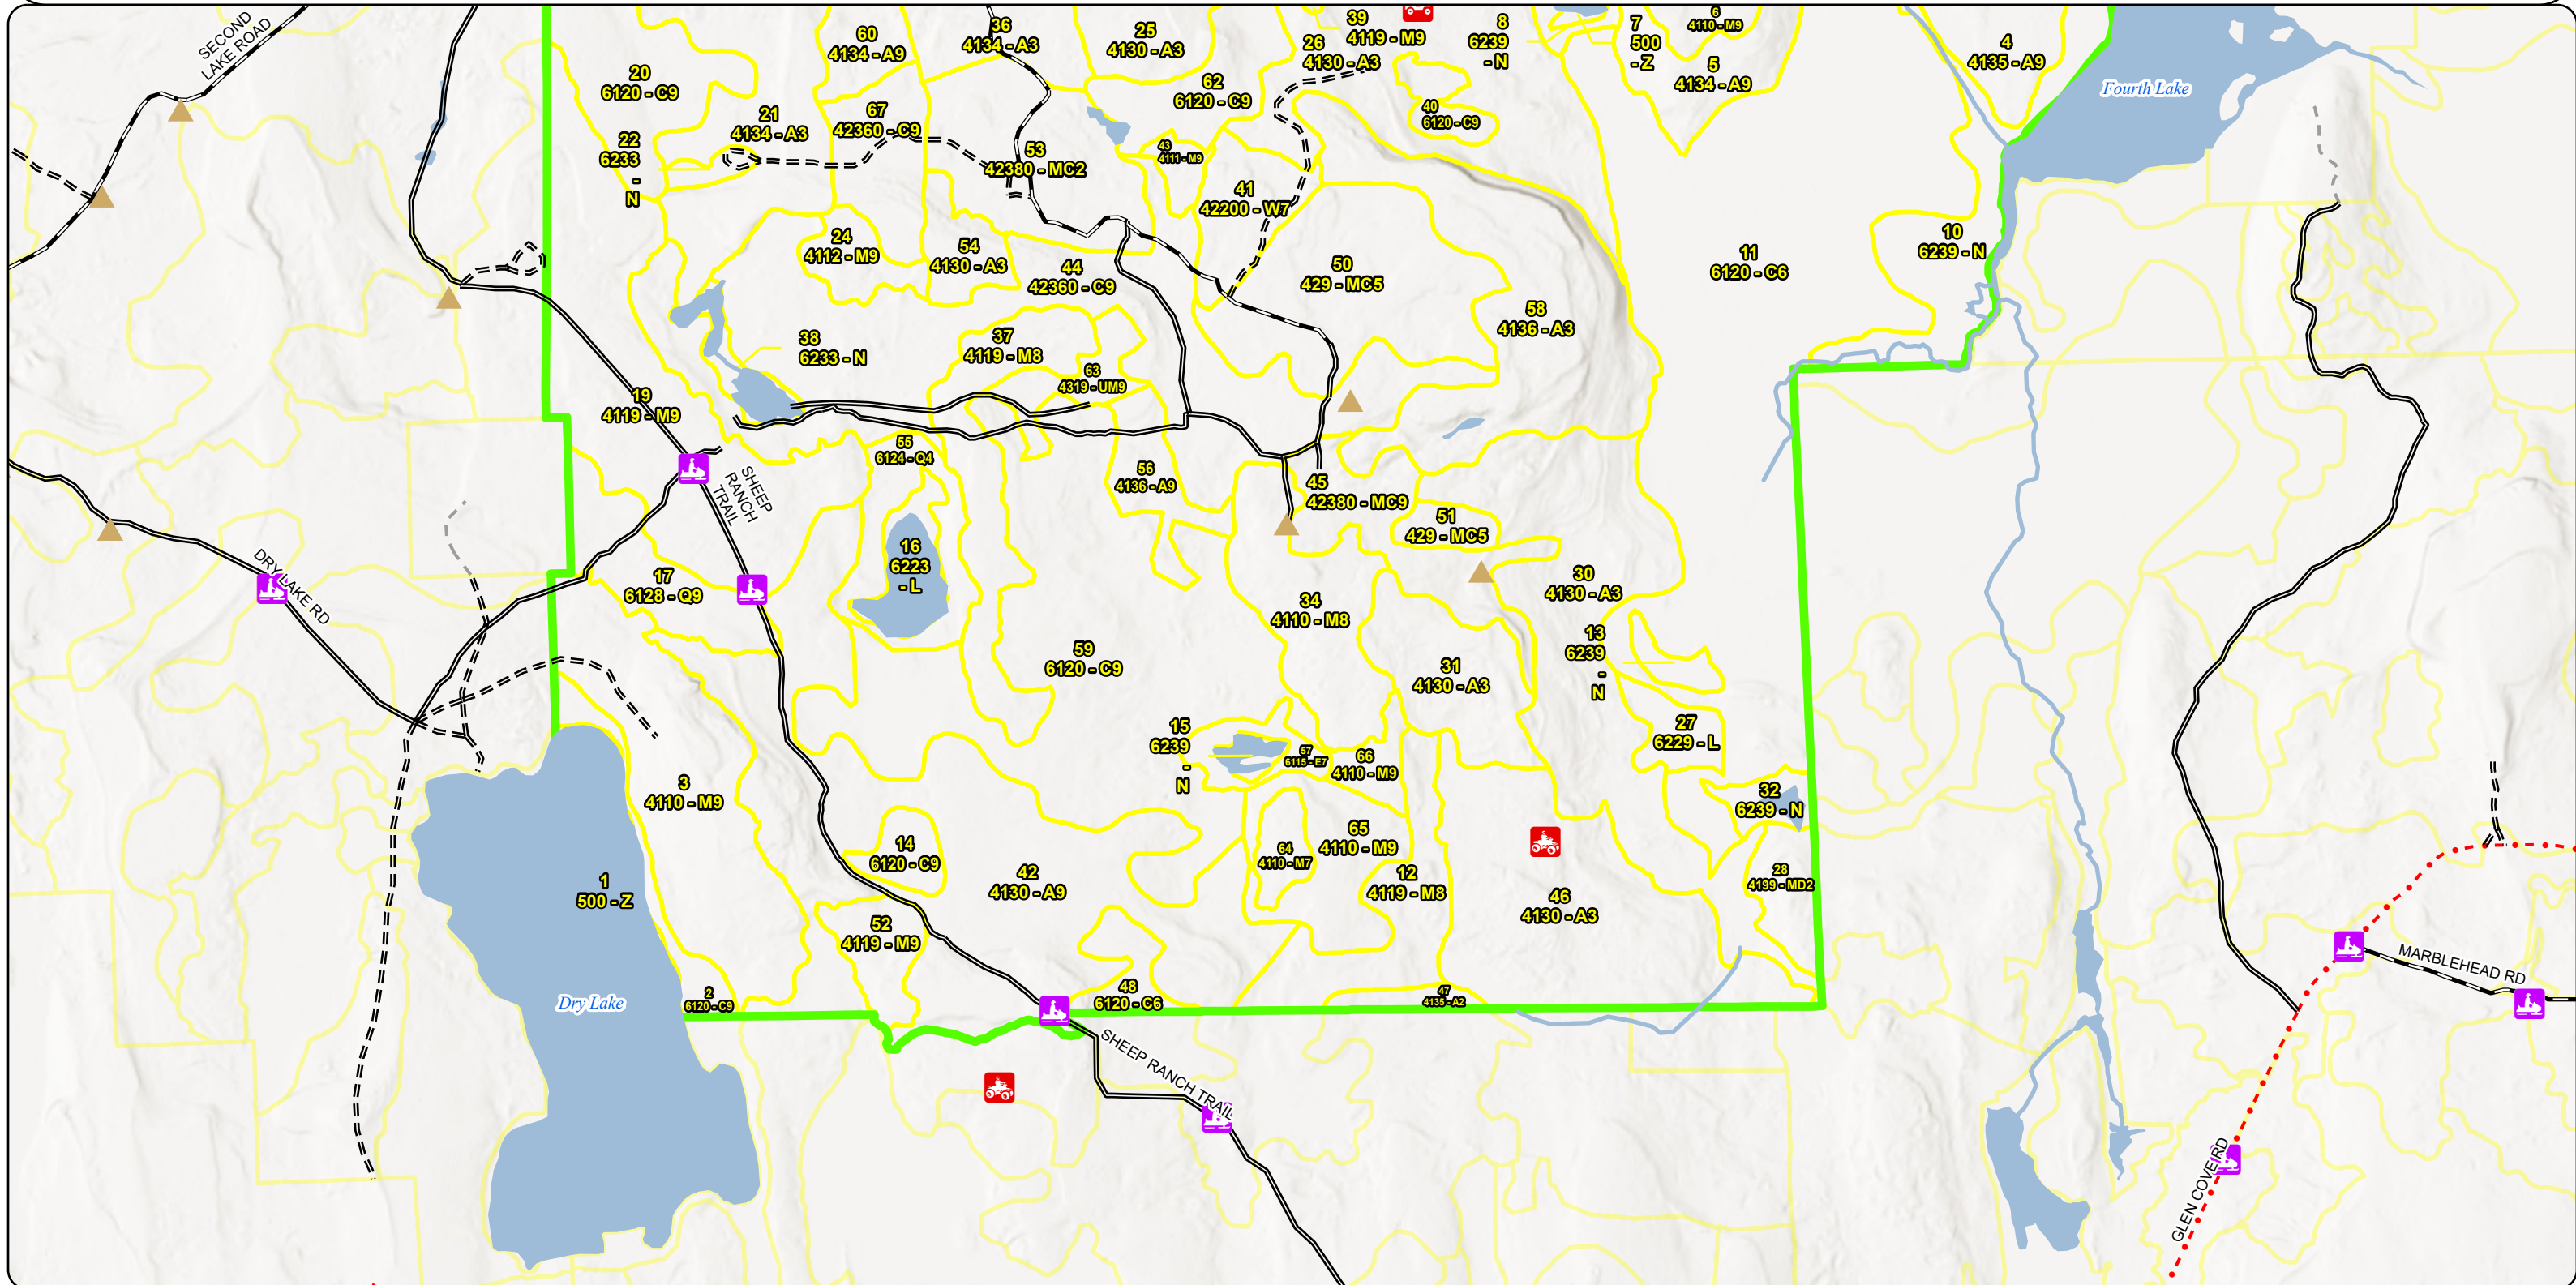 SECOND
LAKE ROAD
20
6120 - C9
60
4134 - A9
36
4134 - A3
25
4130 - A3
39
4119 - M9
26
4130 - A3
8
6239
- N
7
500
- Z
6
4110 - M9
5
4134 - A9
4
4135 - A9
Fourth Lake
62
6120 - C9
40
6120 - C9
21
4134 - A3
67
42360 - C9
22
6233
-
N
53
42380 - MC2
43
4111 - M9
41
42200 - W7
24
4112 - M9
54
4130 - A3
44
42360 - C9
50
429 - MC5
11
6120 - C6
10
6239 - N
58
4136 - A3
38
6233 - N
37
4119 - M8
63
4319 - UM9
19
4119 - M9
55
6124 - Q4
56
4136 - A9
45
42380 - MC9
51
429 - MC5
SHEEP
RANCH
TRAIL
DRY LAKE RD
16
6223
- L
17
6128 - Q9
34
4110 - M8
30
4130 - A3
59
6120 - C9
31
4130 - A3
13
6239
-
N
15
6239
-
N
57
6115 - E7
66
4110 - M9
27
6229 - L
3
4110 - M9
32
6239 - N
14
6120 - C9
64
4110 - M7
65
4110 - M9
1
500 - Z
42
4130 - A9
12
4119 - M8
46
4130 - A3
28
4199 - MD2
52
4119 - M9
2
6120 - C9
48
6120 - C6
47
4135 - A2
Dry Lake
MARBLEHEAD RD
SHEEP RANCH TRAIL
GLEN COVE RD